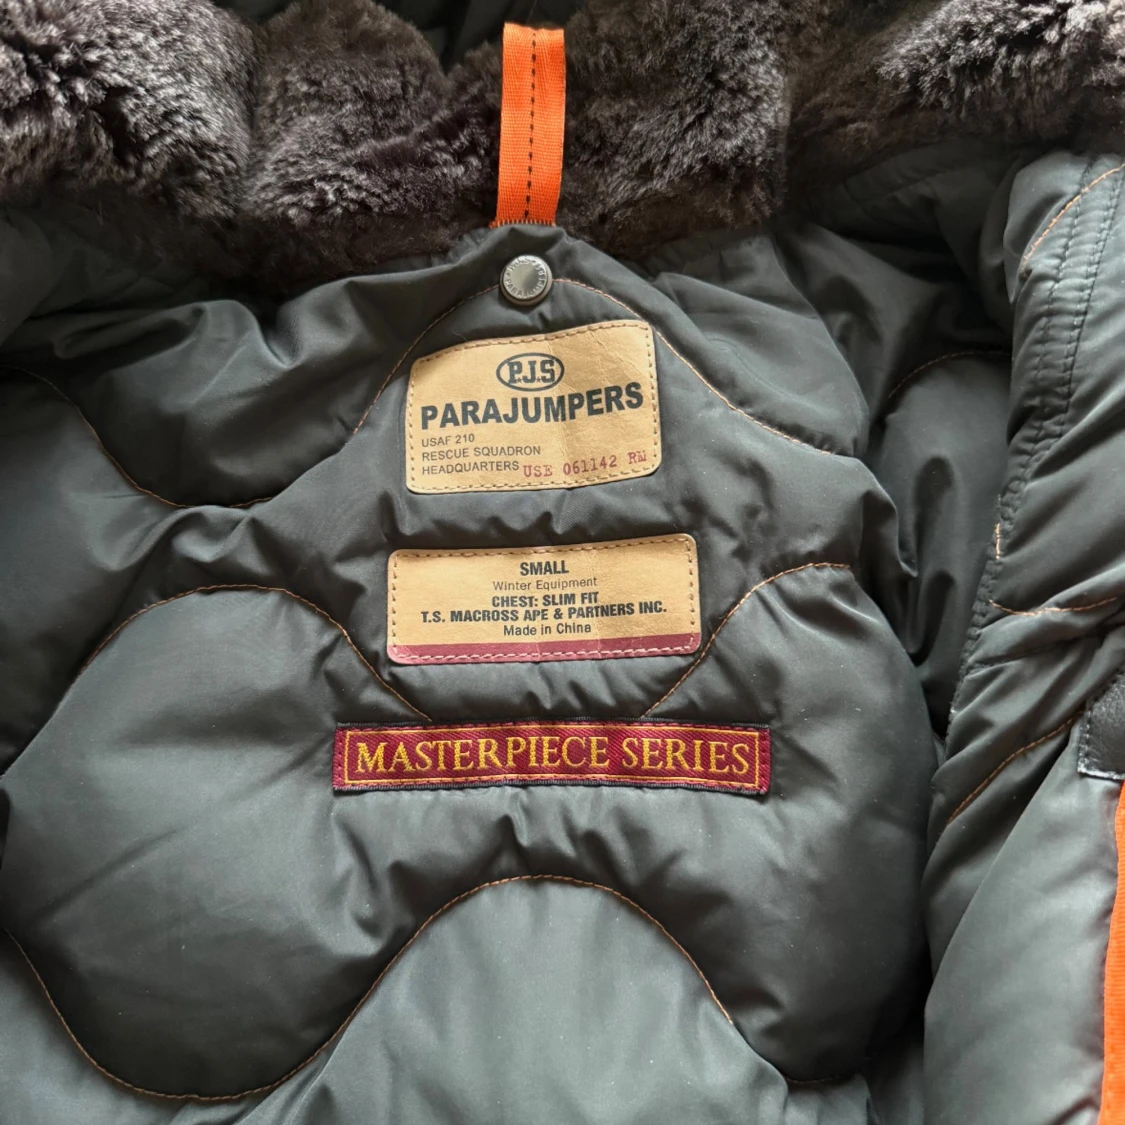 P.J.S
PARAJUMPERS
USAF 210
RESCUE SQUADRON
HEADQUARTERS USE 061142 RN
SMALL
Winter Equipment
CHEST: SLIM FIT
T.S. MACROSS APE & PARTNERS INC.
Made in China
MASTERPIECE SERIES